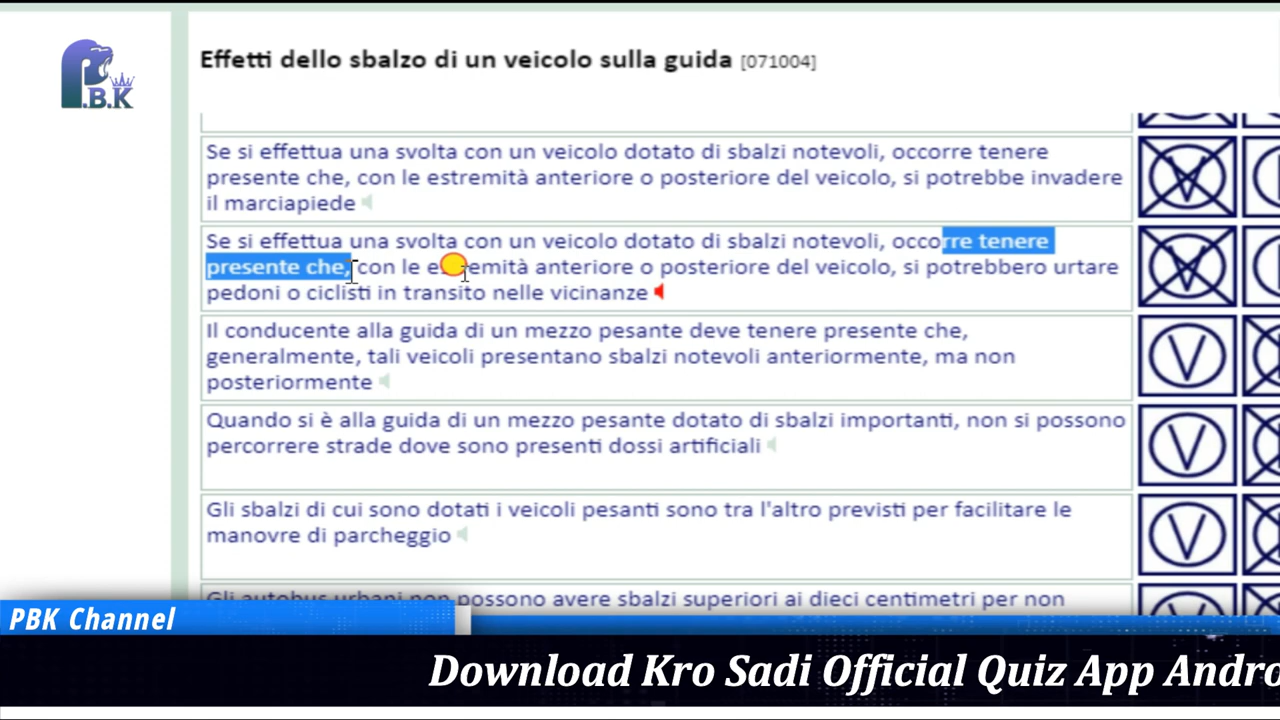 P.B.K
Effetti dello sbalzo di un veicolo sulla guida [071004]
Se si effettua una svolta con un veicolo dotato di sbalzi notevoli, occorre tenere
presente che, con le estremità anteriore o posteriore del veicolo, si potrebbe invadere
il marciapiede
V
Se si effettua una svolta con un veicolo dotato di sbalzi notevoli, occorre tenere
presente che, con le estremità anteriore o posteriore del veicolo, si potrebbero urtare
pedoni o ciclisti in transito nelle vicinanze
V
Il conducente alla guida di un mezzo pesante deve tenere presente che,
generalmente, tali veicoli presentano sbalzi notevoli anteriormente, ma non
posteriormente
V
Quando si è alla guida di un mezzo pesante dotato di sbalzi importanti, non si possono
percorrere strade dove sono presenti dossi artificiali
V
Gli sbalzi di cui sono dotati i veicoli pesanti sono tra l'altro previsti per facilitare le
manovre di parcheggio
V
Gli autobus urbani non possono avere sbalzi superiori ai dieci centimetri per non
PBK Channel
Download Kro Sadi Official Quiz App Andro